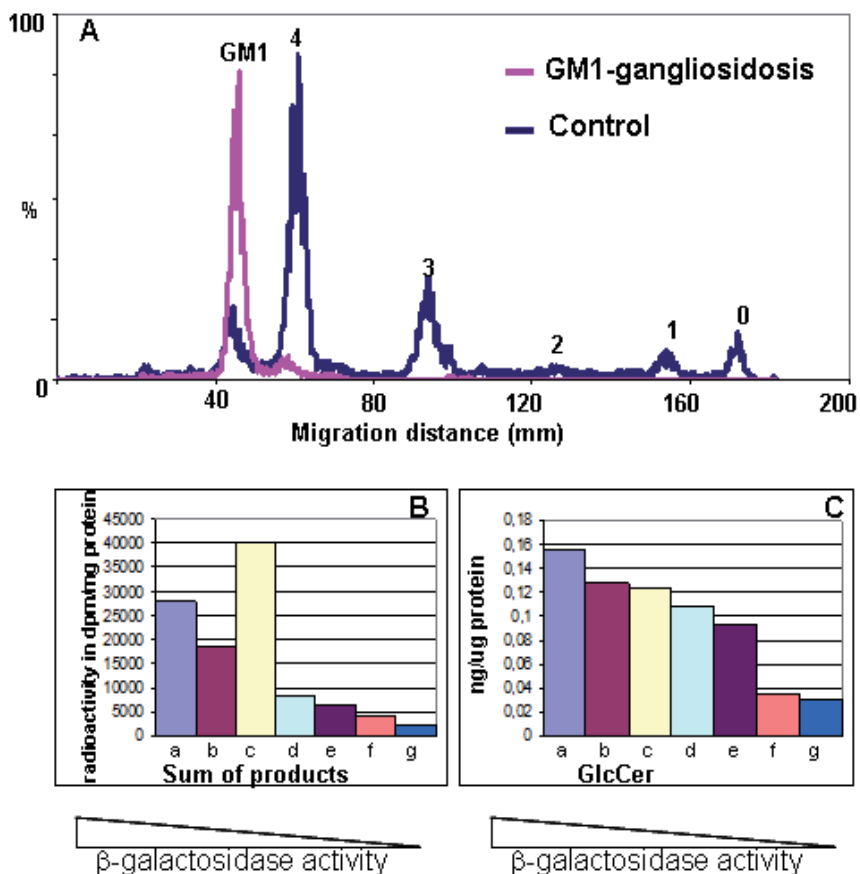 100
A
GM1
4
GM1-gangliosidosis
Control
%
3
2
1
0
0
40
80
120
160
200
Migration distance (mm)
B
radioactivity in dpm/mg protein
45000
40000
35000
30000
25000
20000
15000
10000
5000
0
a b c d e f g
Sum of products
C
ng/ug protein
0,18
0,16
0,14
0,12
0,1
0,08
0,06
0,04
0,02
0
a b c d e f g
GlcCer
β-galactosidase activity
β-galactosidase activity